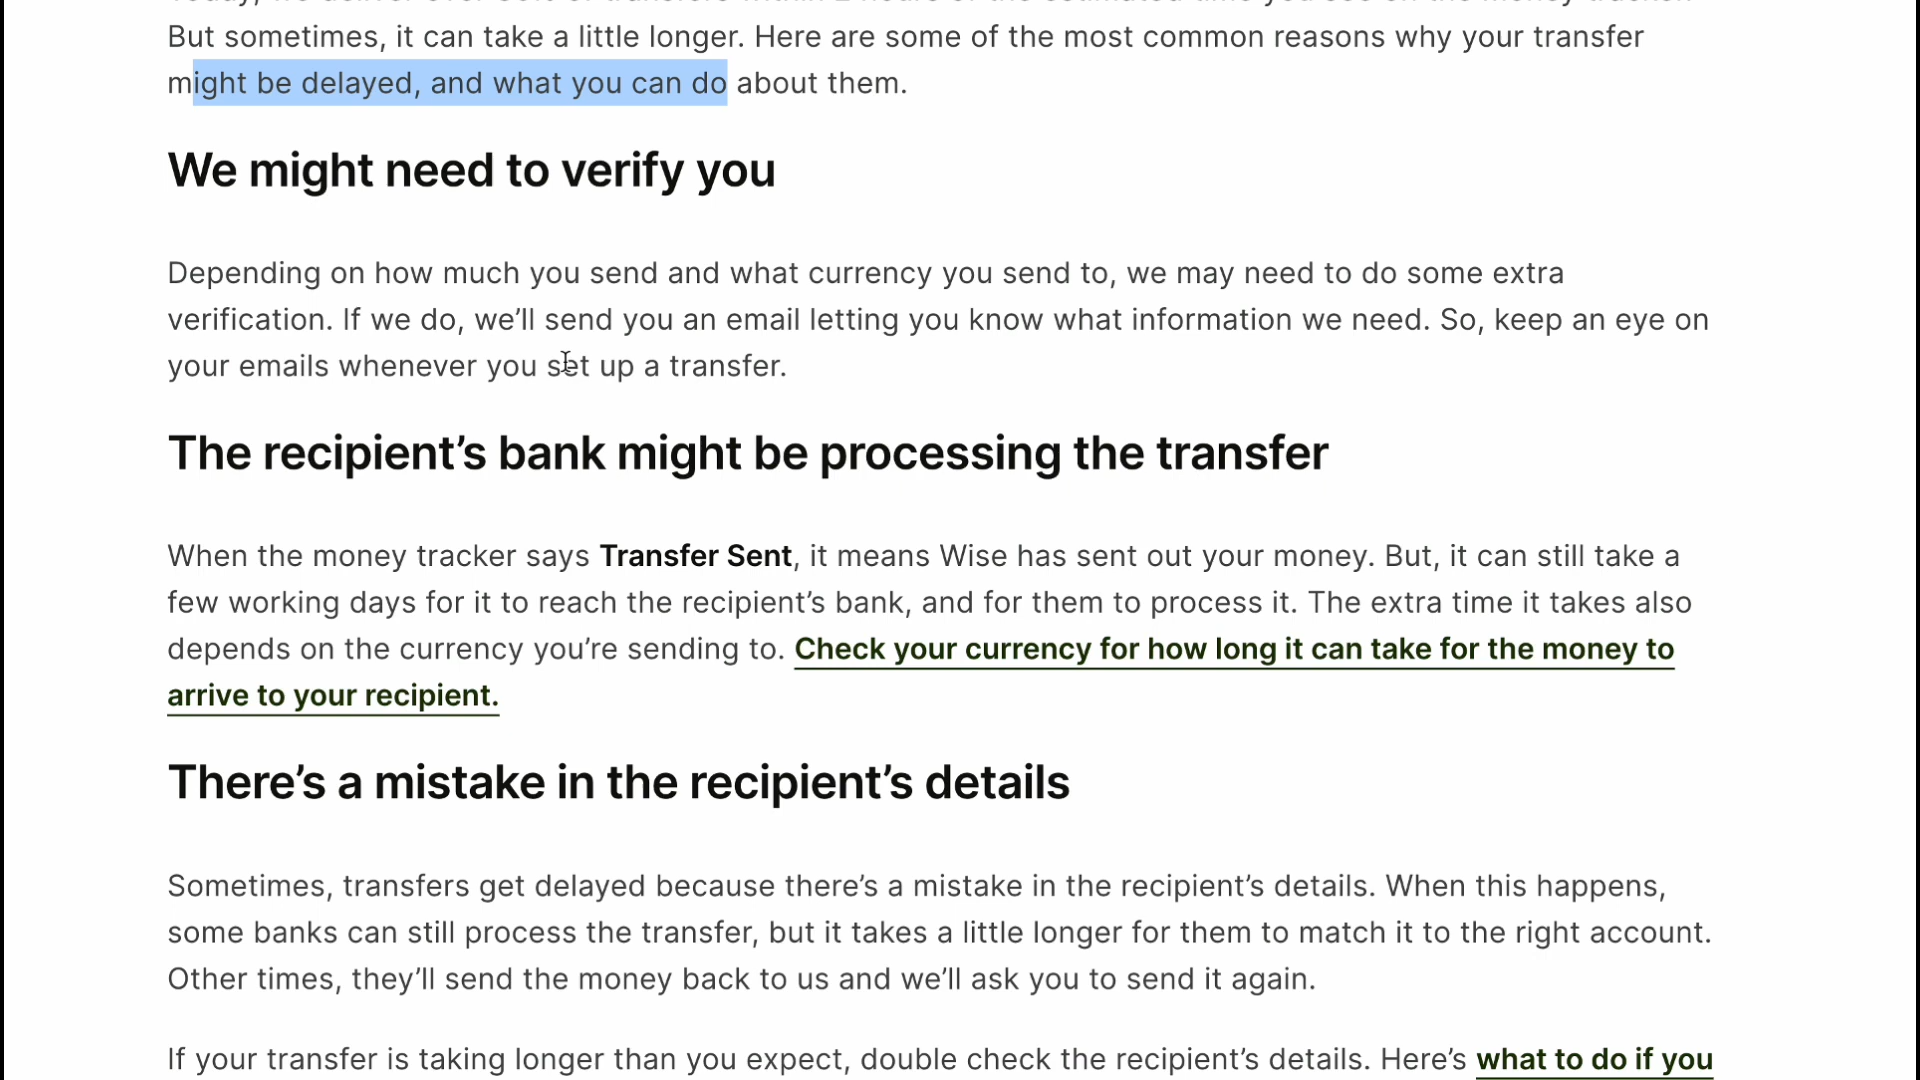 But sometimes, it can take a little longer. Here are some of the most common reasons why your transfer
might be delayed, and what you can do about them.
We might need to verify you
Depending on how much you send and what currency you send to, we may need to do some extra
verification. If we do, we’ll send you an email letting you know what information we need. So, keep an eye on
your emails whenever you set up a transfer.
The recipient’s bank might be processing the transfer
When the money tracker says Transfer Sent, it means Wise has sent out your money. But, it can still take a
few working days for it to reach the recipient’s bank, and for them to process it. The extra time it takes also
depends on the currency you’re sending to. Check your currency for how long it can take for the money to
arrive to your recipient.
There’s a mistake in the recipient’s details
Sometimes, transfers get delayed because there’s a mistake in the recipient’s details. When this happens,
some banks can still process the transfer, but it takes a little longer for them to match it to the right account.
Other times, they’ll send the money back to us and we’ll ask you to send it again.
If your transfer is taking longer than you expect, double check the recipient’s details. Here’s what to do if you